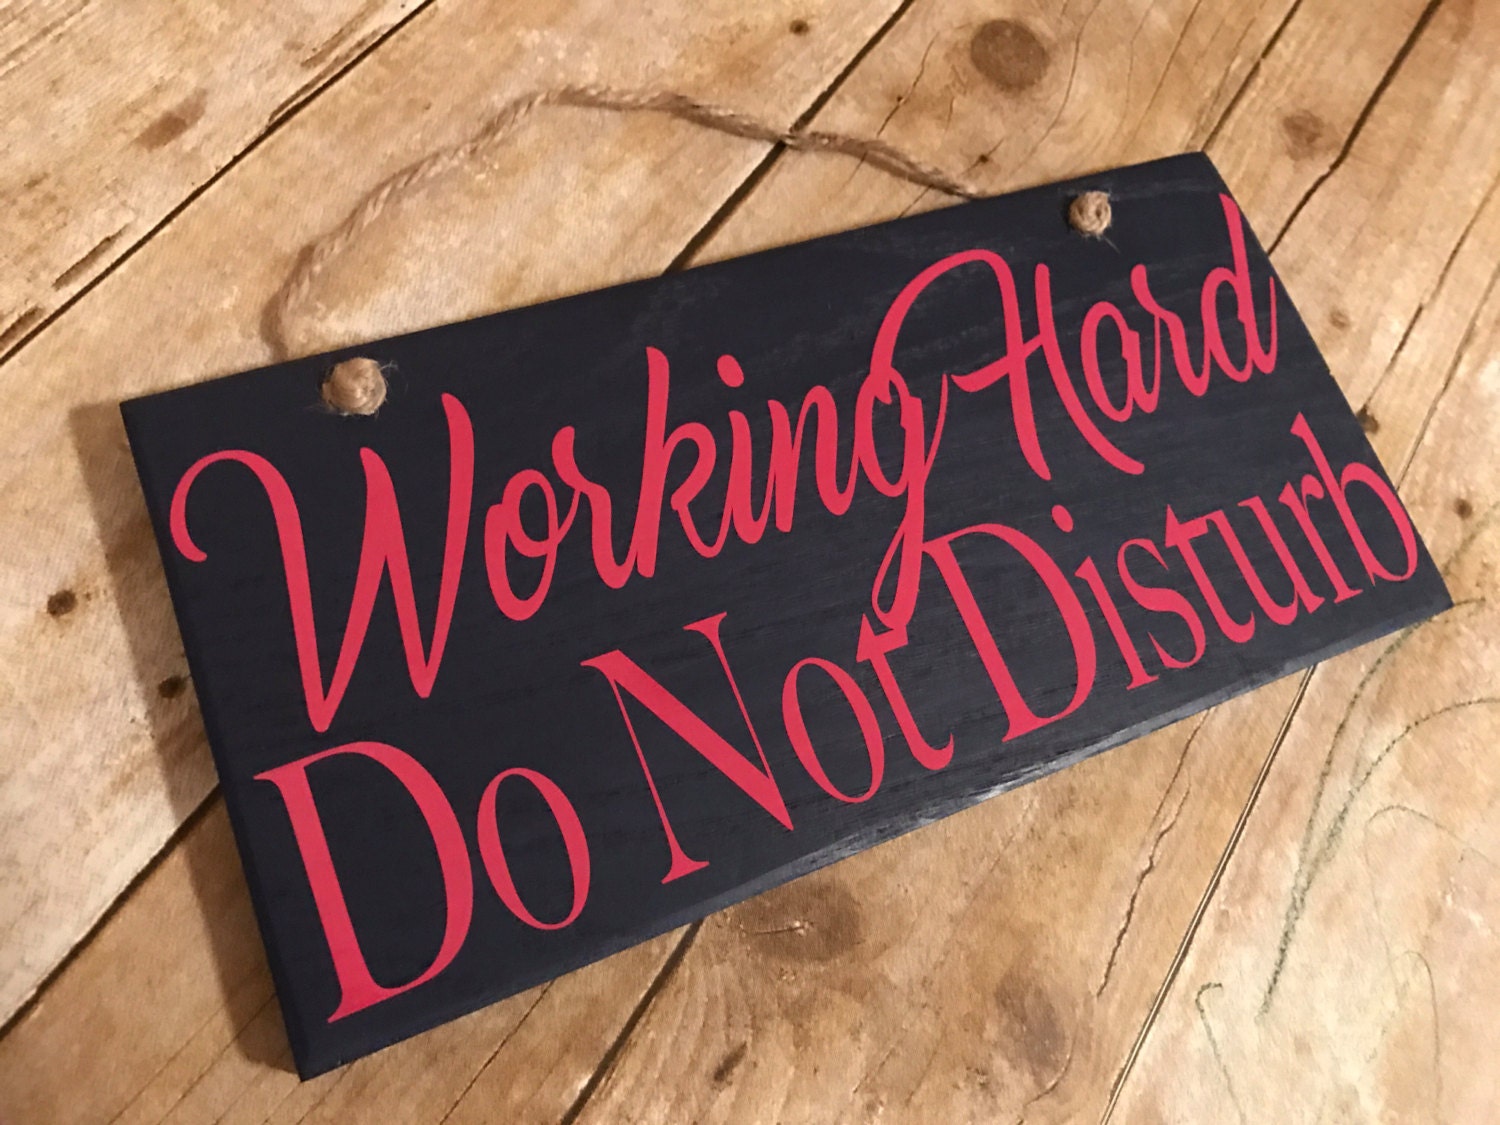 Working Hard
Do Not Disturb